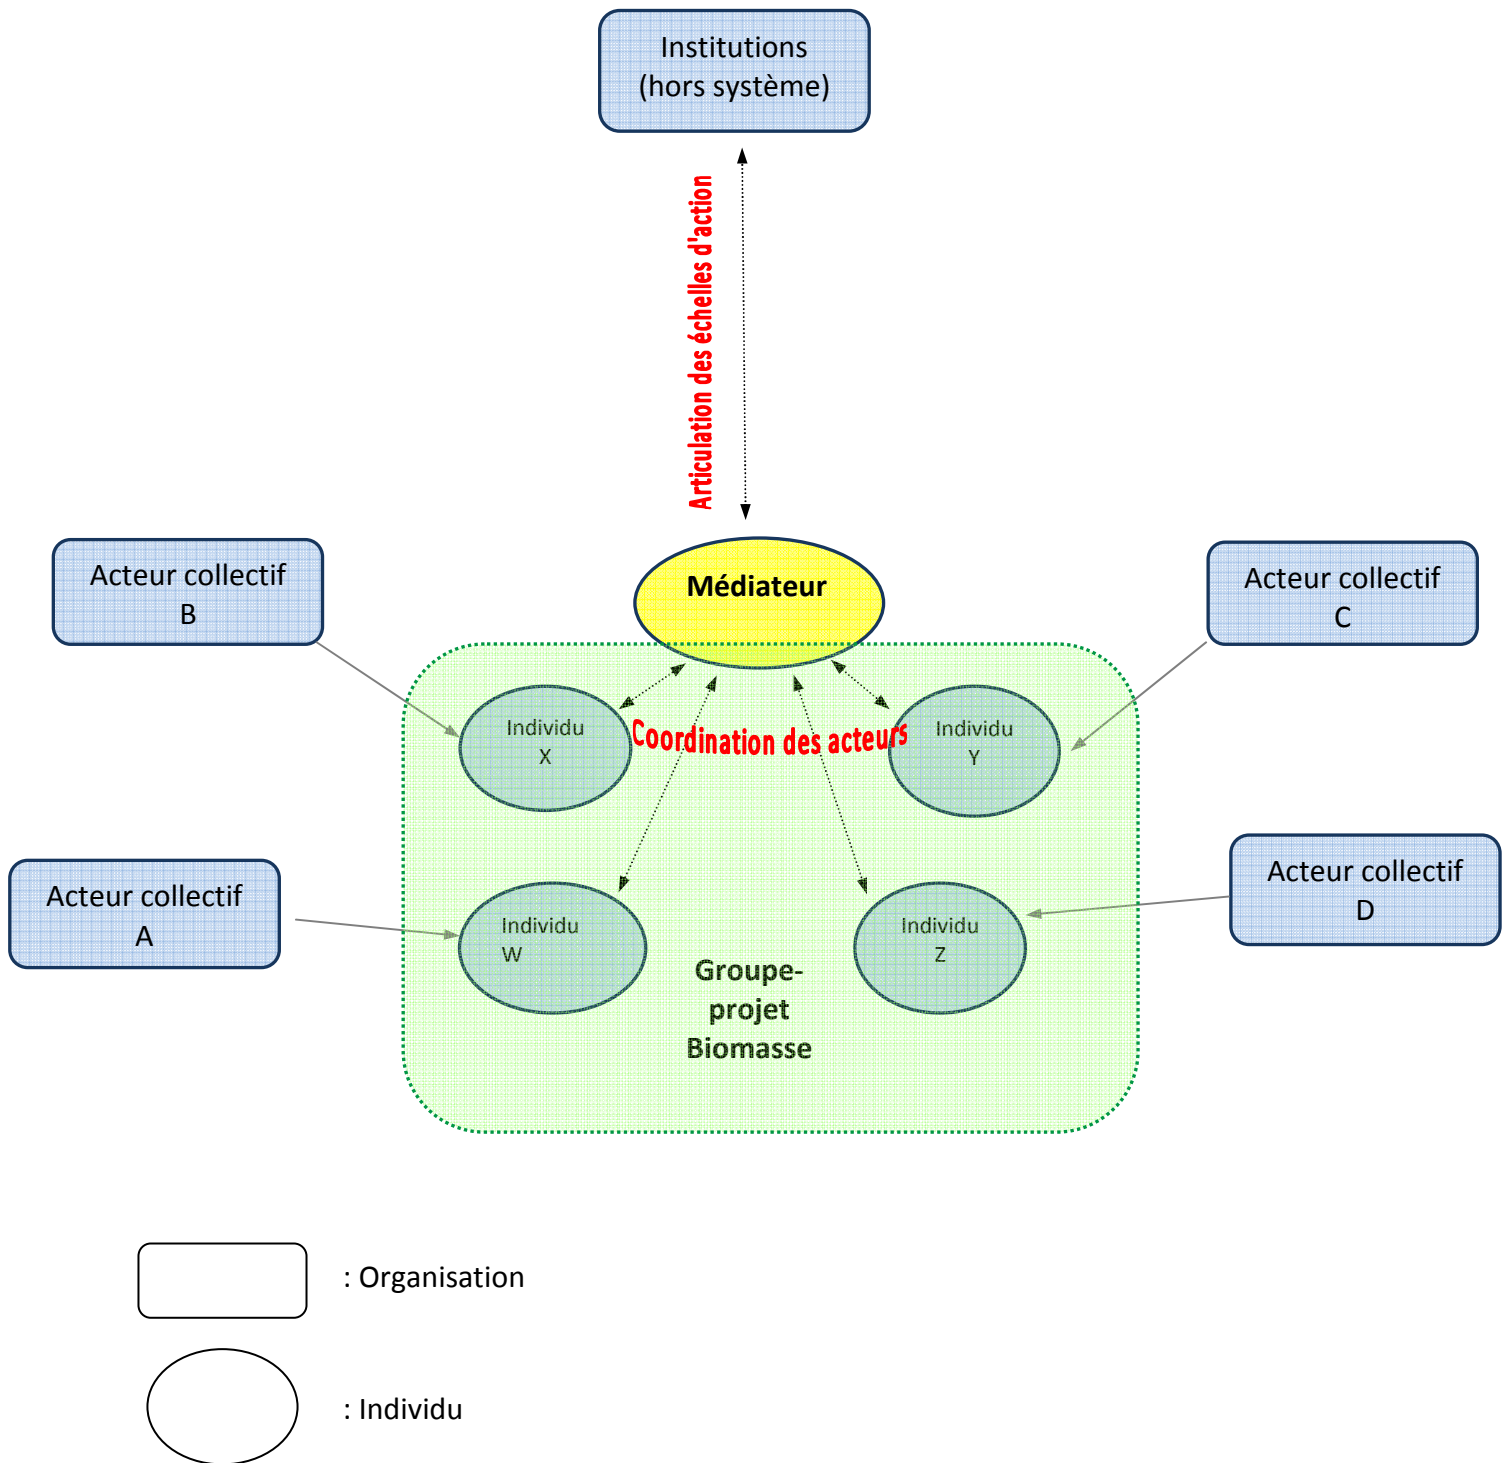 Institutions
(hors système)
Articulation des échelles d'action
Médiateur
Acteur collectif
B
Acteur collectif
C
Individu
X
Coordination des acteurs
Individu
Y
Acteur collectif
A
Acteur collectif
D
Individu
W
Individu
Z
Groupe-
projet
Biomasse
: Organisation
: Individu